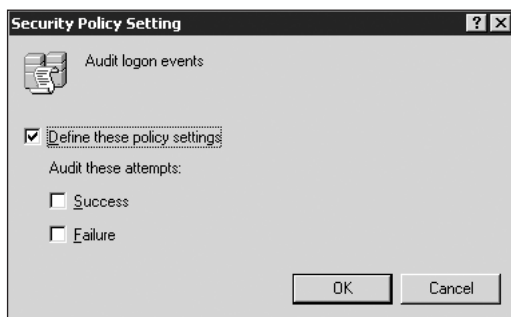 Security Policy Setting
Audit logon events
Define these policy settings
Audit these attempts:
Success
Failure
OK
Cancel